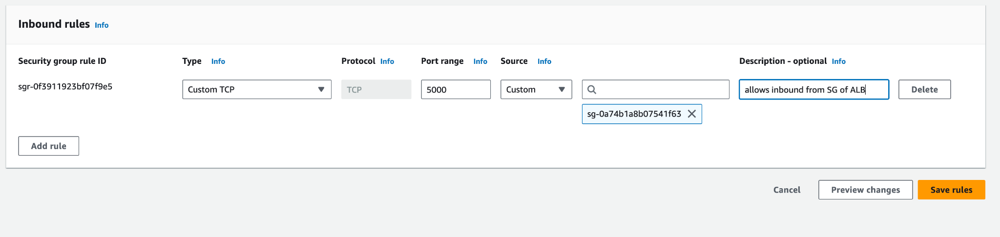 Inbound rules Info
Security group rule ID Type Info Protocol Info Port range Info Source Info Description - optional Info
sgr-0f3911923bf07f9e5 Custom TCP TCP 5000 Custom allows inbound from SG of ALB Delete
sg-0a74b1a8b07541f63
Add rule
Cancel Preview changes Save rules